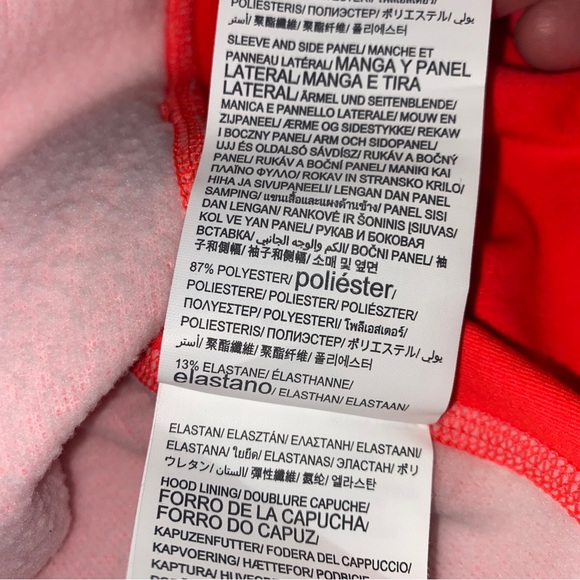 POLIESTERIS/ ПОЛИЭСТЕР/ ポリエステル/ بولي
أستر/ 聚酯纖維/ 聚酯纤维/ 폴리에스터
SLEEVE AND SIDE PANEL/ MANCHE ET
PANNEAU LATÉRAL/ MANGA Y PANEL
LATERAL/ MANGA E TIRA
LATERAL/ ÄRMEL UND SEITENBLENDE/
MANICA E PANNELLO LATERALE/ MOUW EN
ZIJPANEEL/ ÆRME OG SIDESTYKKE/ REKAW
I BOCZNY PANEL/ ARM OCH SIDOPANEL/
UJJ ÉS OLDALSÓ SÁVDÍSZ/ RUKÁV A BOČNÝ
PANEL/ RUKÁV A BOČNÍ PANEL/ MANIKI KAI
ΠΛΑΪΝΟ ΦΥΛΛΟ/ ROKAV IN STRANSKO KRILO/
HIHA JA SIVUPANEELI/ LENGAN DAN PANEL
SAMPING/ แขนเสื้อและแผงด้านข้าง/ PANEL SISI
DAN LENGAN/ RANKOVĖ IR ŠONINIS ĮSIUVAS/
KOL VE YAN PANEL/ РУКАВ И БОКОВАЯ
ВСТАВКА/ الكم والوجه الجانبي/ BOČNI PANEL/ 袖
子和側幅/ 袖子和侧幅/ 소매 및 옆면
87% POLYESTER/ poliéster/
POLIESTERE/ POLIESTER/ POLIÉSZTER/
ΠΟΛΥΕΣΤΕΡ/ POLYESTERI/ โพลีเอสเตอร์/
POLIESTERIS/ ПОЛИЭСТЕР/ ポリエステル/ بولي
أستر/ 聚酯纖維/ 聚酯纤维/ 폴리에스터
13% ELASTANE/ ÉLASTHANNE/
elastano/ ELASTHAN/ ELASTAAN/
ELASTAN/ ELASZTÁN/ ΕΛΑΣΤΑΝΗ/ ELASTAANI/
ELASTANA/ ใยยืด/ ELASTANAS/ ЭЛАСТАН/ ポリ
ウレタン/ الاستان/ 彈性纖維/ 氨纶/ 엘라스탄
HOOD LINING/ DOUBLURE CAPUCHE/
FORRO DE LA CAPUCHA/
FORRO DO CAPUZ/
KAPUZENFUTTER/ FODERA DEL CAPPUCCIO/
KAPVOERING/ HÆTTEFOR/ PODBICIE
KAPTURA/